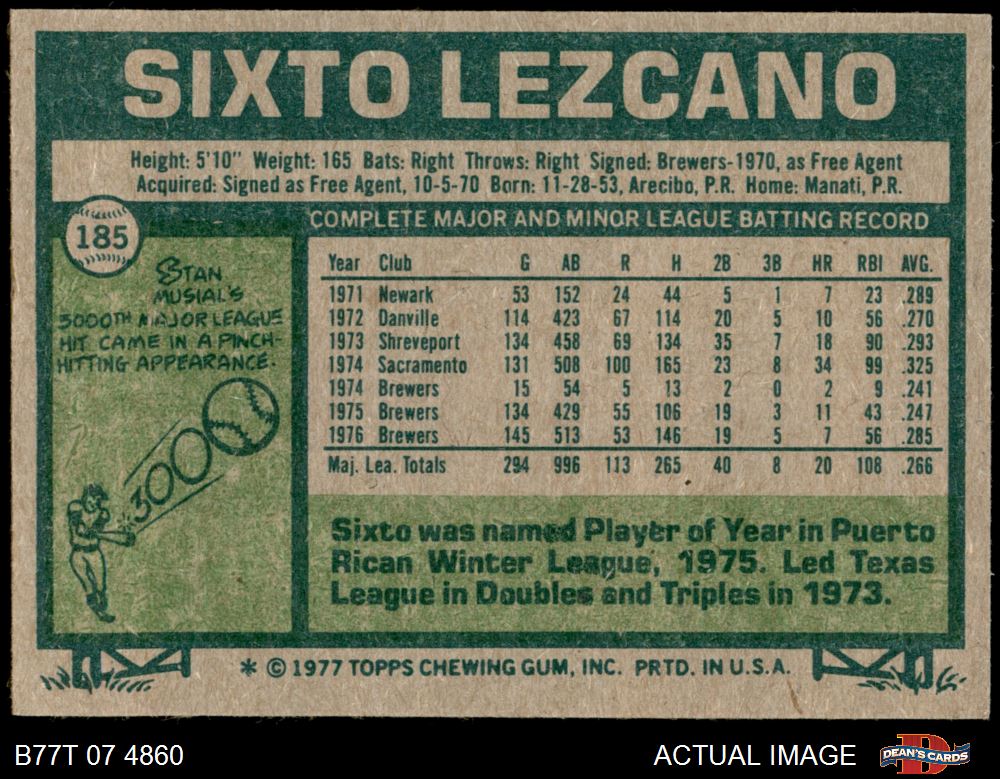 SIXTO LEZCANO
Height: 5'10" Weight: 165 Bats: Right Throws: Right Signed: Brewers-1970, as Free Agent
Acquired: Signed as Free Agent, 10-5-70 Born: 11-28-53, Arecibo, P.R. Home: Manati, P.R.
185
STAN
MUSIAL'S
3000TH MAJOR LEAGUE
HIT CAME IN A PINCH-
HITTING APPEARANCE.
3000
COMPLETE MAJOR AND MINOR LEAGUE BATTING RECORD
Year Club G AB R H 2B 3B HR RBI AVG.
1971 Newark 53 152 24 44 5 1 7 23 .289
1972 Danville 114 423 67 114 20 5 10 56 .270
1973 Shreveport 134 458 69 134 35 7 18 90 .293
1974 Sacramento 131 508 100 165 23 8 34 99 .325
1974 Brewers 15 54 5 13 2 0 2 9 .241
1975 Brewers 134 429 55 106 19 3 11 43 .247
1976 Brewers 145 513 53 146 19 5 7 56 .285
Maj. Lea. Totals 294 996 113 265 40 8 20 108 .266
Sixto was named Player of Year in Puerto
Rican Winter League, 1975. Led Texas
League in Doubles and Triples in 1973.
* © 1977 TOPPS CHEWING GUM, INC. PRTD. IN U.S.A.
B77T 07 4860
ACTUAL IMAGE
DEAN'S CARDS